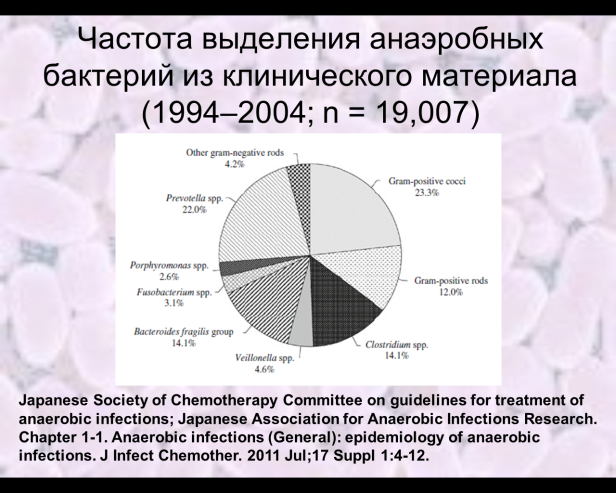 Частота выделения анаэробных
бактерий из клинического материала
(1994–2004; n = 19,007)
Other gram-negative rods
4.2%
Gram-positive cocci
23.3%
Prevotella spp.
22.0%
Porphyromonas spp.
2.6%
Fusobacterium spp.
3.1%
Gram-positive rods
12.0%
Bacteroides fragilis group
14.1%
Clostridium spp.
14.1%
Veillonella spp.
4.6%
Japanese Society of Chemotherapy Committee on guidelines for treatment of
anaerobic infections; Japanese Association for Anaerobic Infections Research.
Chapter 1-1. Anaerobic infections (General): epidemiology of anaerobic
infections. J Infect Chemother. 2011 Jul;17 Suppl 1:4-12.